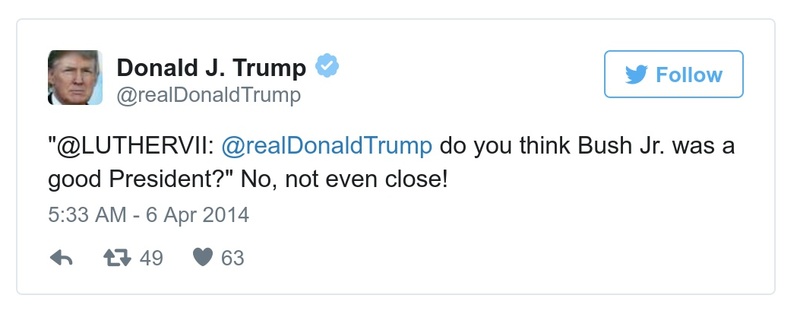 Donald J. Trump
@realDonaldTrump
Follow
"@LUTHERVII: @realDonaldTrump do you think Bush Jr. was a
good President?" No, not even close!
5:33 AM - 6 Apr 2014
49 63